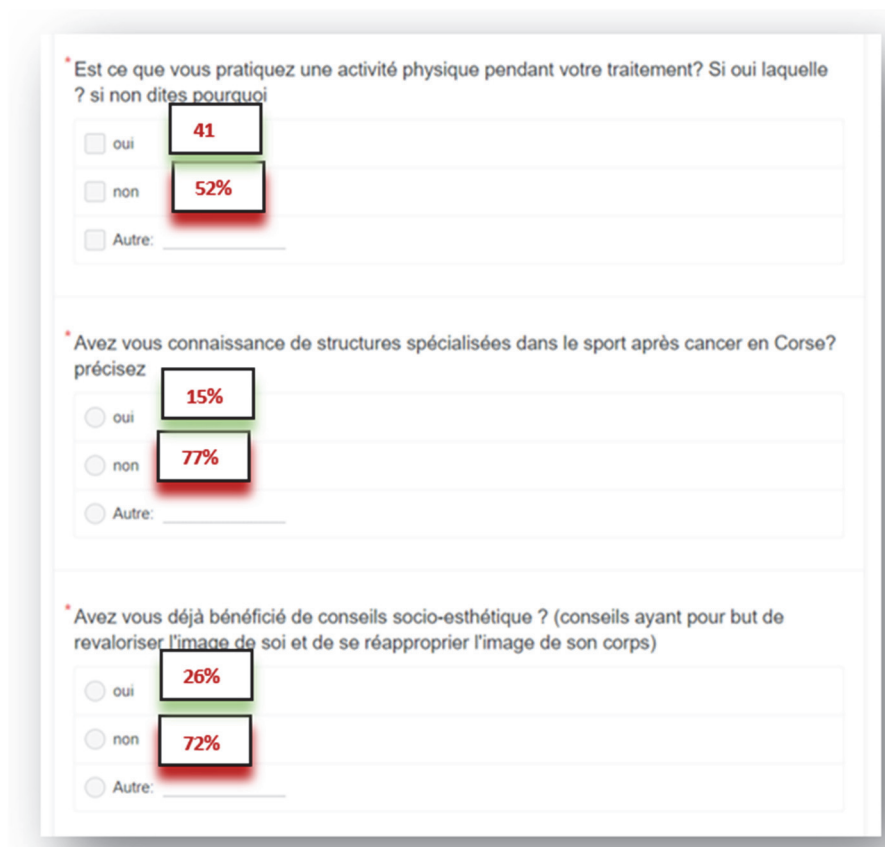 * Est ce que vous pratiquez une activité physique pendant votre traitement? Si oui laquelle
? si non dites pourquoi
oui 41
non 52%
Autre:
* Avez vous connaissance de structures spécialisées dans le sport après cancer en Corse?
précisez
oui 15%
non 77%
Autre:
* Avez vous déjà bénéficié de conseils socio-esthétique ? (conseils ayant pour but de
revaloriser l'image de soi et de se réapproprier l'image de son corps)
oui 26%
non 72%
Autre: